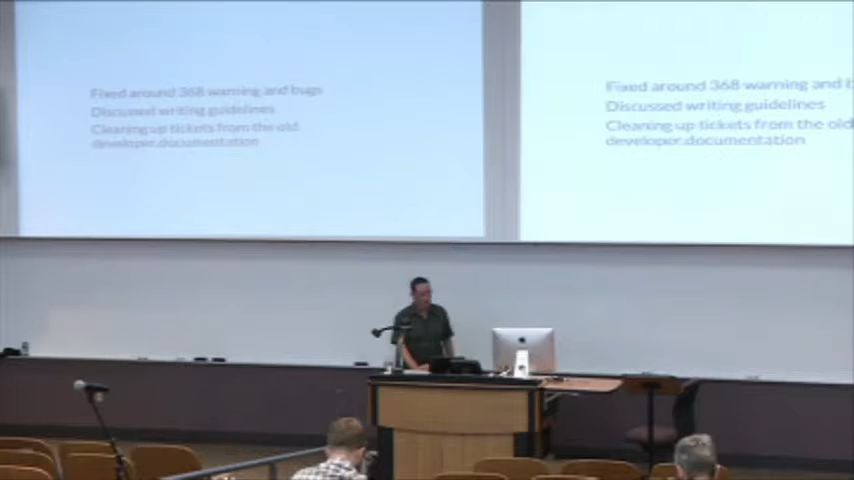 Fixed around 368 warning and bugs
Discussed writing guidelines
Cleaning up tickets from the old
developer.documentation
Fixed around 368 warning and b
Discussed writing guidelines
Cleaning up tickets from the old
developer.documentation